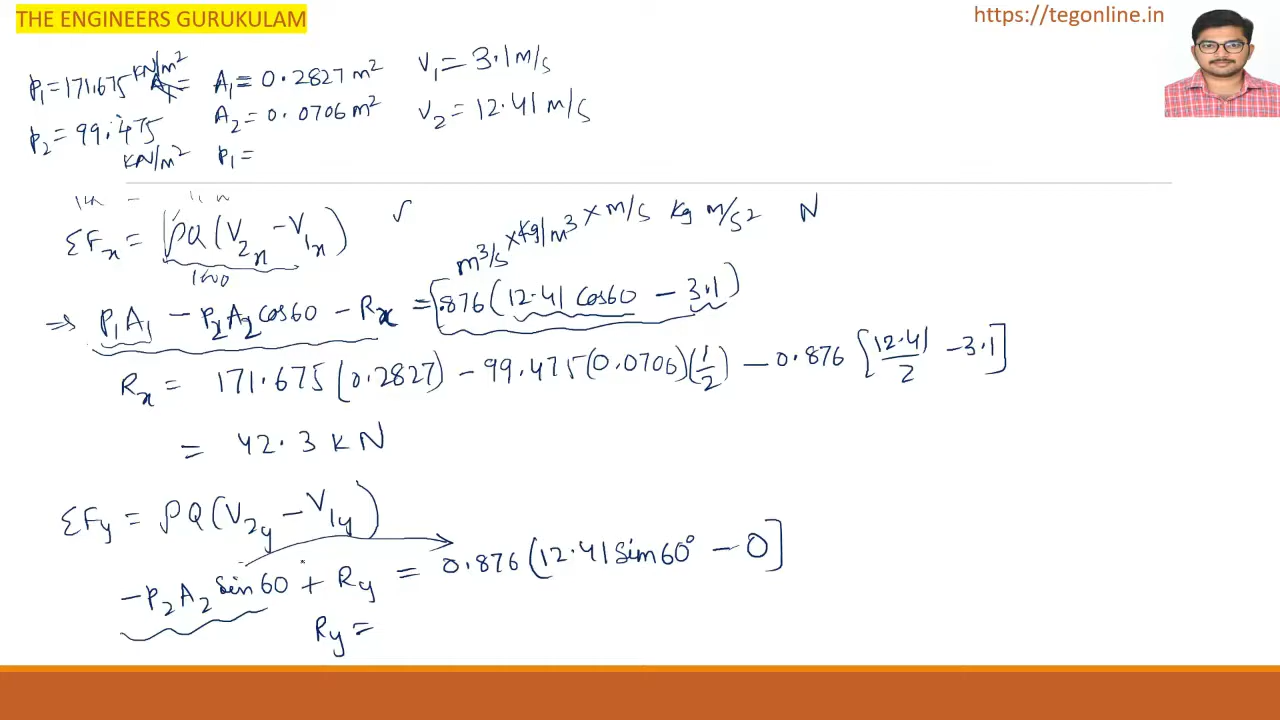 THE ENGINEERS GURUKULAM
https://tegonline.in
p₁=171.675 KN/m² A₁= A₁= 0.2827 m² V₁= 3.1 m/s
p₂= 99.475 KN/m² A₂= 0.0706 m² V₂= 12.41 m/s
p₁=
ΣFₓ = ρQ(V₂ₓ - V₁ₓ) √
1000
m³/s × Kg/m³ × m/s Kg m/s² N
⇒ p₁A₁ - p₂A₂ cos60 - Rₓ = [.876(12.41 cos60 - 3.1)
Rₓ = 171.675(0.2827) - 99.475(0.0706)(1/2) - 0.876 [12.41/2 - 3.1]
= 42.3 KN
ΣFy = ρQ(V₂y - V₁y)
-p₂A₂ sin60 + Ry = 0.876(12.41 sin60° - 0]
Ry =